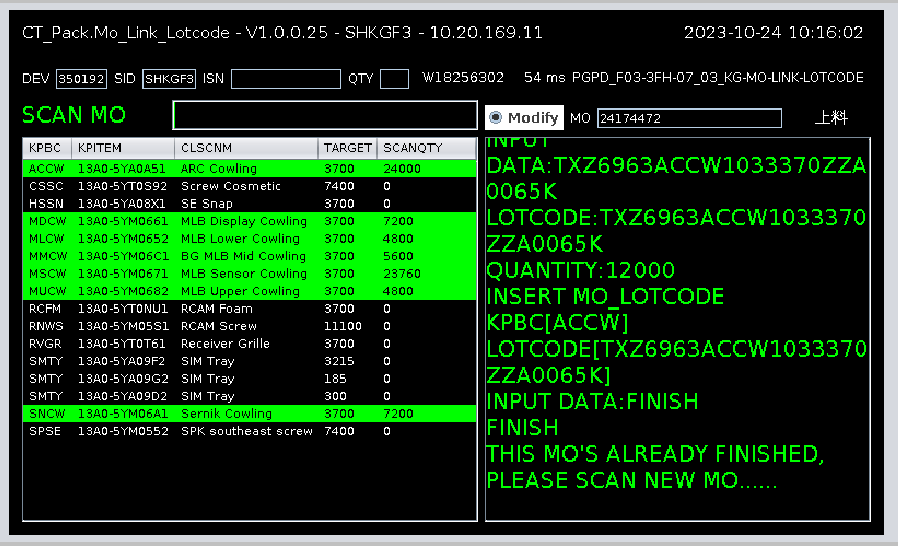 CT_Pack.Mo_Link_Lotcode - V1.0.0.25 - SHKGF3 - 10.20.169.11 2023-10-24 10:16:02
DEV 350192 SID SHKGF3 ISN QTY W18256302 54 ms PGPD_F03-3FH-07_03_KG-MO-LINK-LOTCODE
SCAN MO Modify MO 24174472 上料
KPBC KPITEM CLSCNM TARGET SCANQTY
ACCW 13A0-5YA0A51 ARC Cowling 3700 24000
CSSC 13A0-5YT0S92 Screw Cosmetic 7400 0
HSSN 13A0-5YA08X1 SE Snap 3700 0
MDCW 13A0-5YM0661 MLB Display Cowling 3700 7200
MLCW 13A0-5YM0652 MLB Lower Cowling 3700 4800
MMCW 13A0-5YM06C1 BG MLB Mid Cowling 3700 5600
MSCW 13A0-5YM0671 MLB Sensor Cowling 3700 23760
MUCW 13A0-5YM0682 MLB Upper Cowling 3700 4800
RCFM 13A0-5YT0NU1 RCAM Foam 3700 0
RNWS 13A0-5YM05S1 RCAM Screw 11100 0
RVGR 13A0-5YT0T61 Receiver Grille 3700 0
SMTY 13A0-5YA09F2 SIM Tray 3215 0
SMTY 13A0-5YA09G2 SIM Tray 185 0
SMTY 13A0-5YA09D2 SIM Tray 300 0
SNCW 13A0-5YM06A1 Sernik Cowling 3700 7200
SPSE 13A0-5YM0552 SPK southeast screw 7400 0
INPUT
DATA:TXZ6963ACCW1033370ZZA
0065K
LOTCODE:TXZ6963ACCW1033370
ZZA0065K
QUANTITY:12000
INSERT MO_LOTCODE
KPBC[ACCW]
LOTCODE[TXZ6963ACCW1033370
ZZA0065K]
INPUT DATA:FINISH
FINISH
THIS MO'S ALREADY FINISHED,
PLEASE SCAN NEW MO......